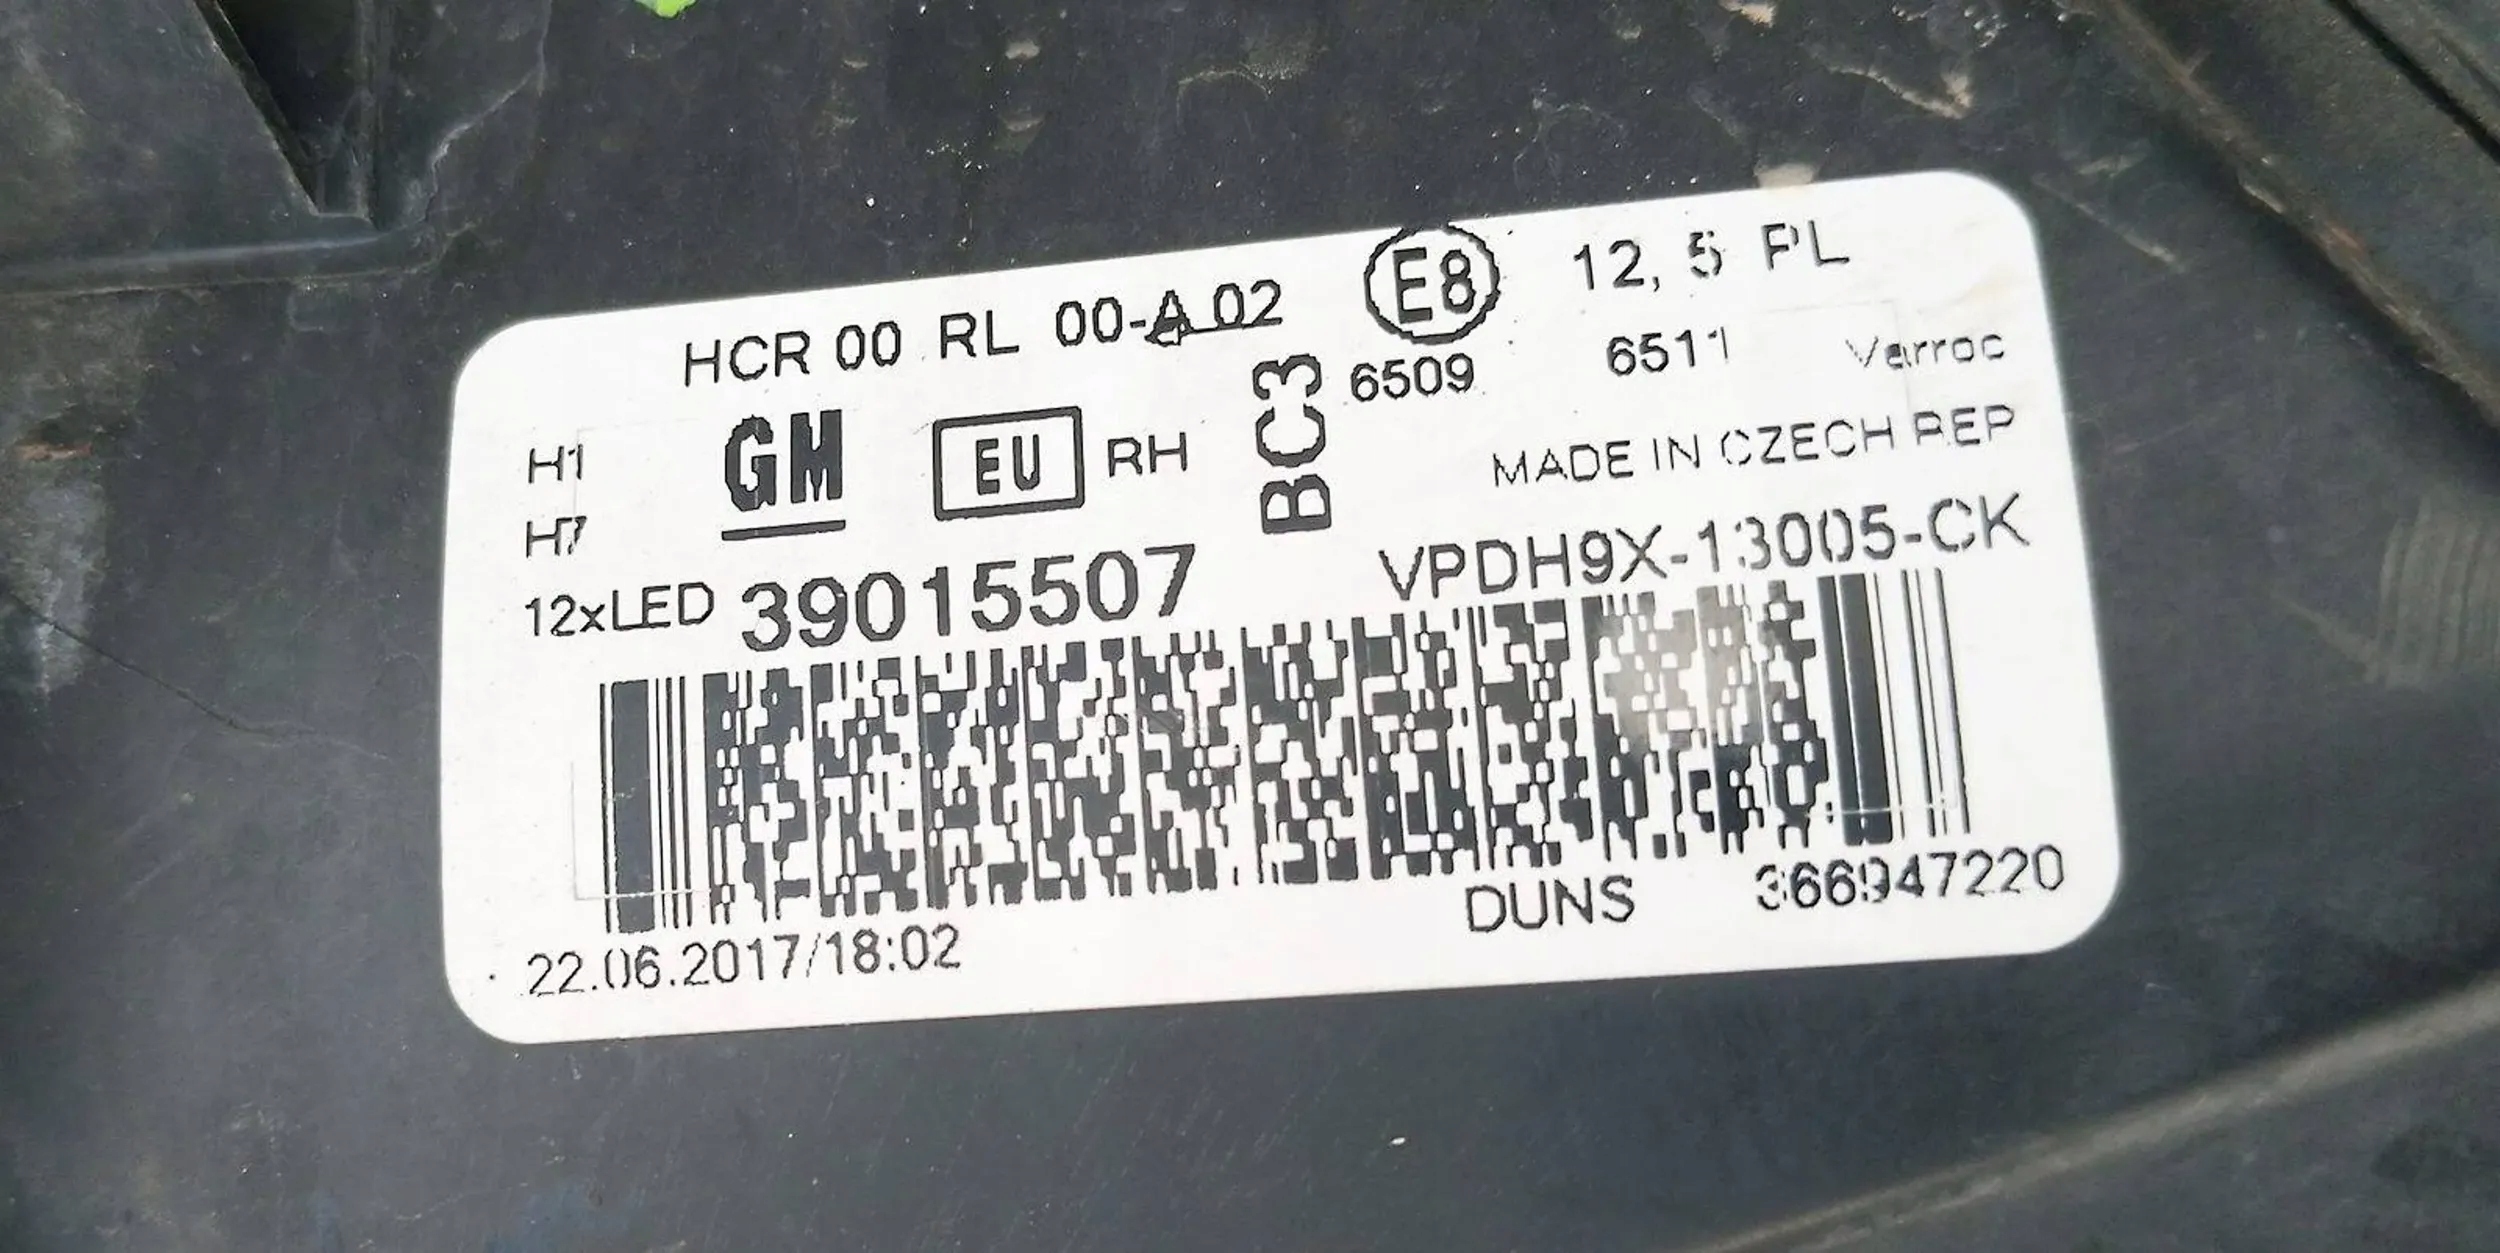 HCR 00 RL 00-A 02 E8 12, 5 PL
6509 6511 Varroc
H1 GM EU RH BC3 MADE IN CZECH REP
H7
12xLED 39015507 VPDH9X-13005-CK
DUNS 366947220
22.06.2017/18:02